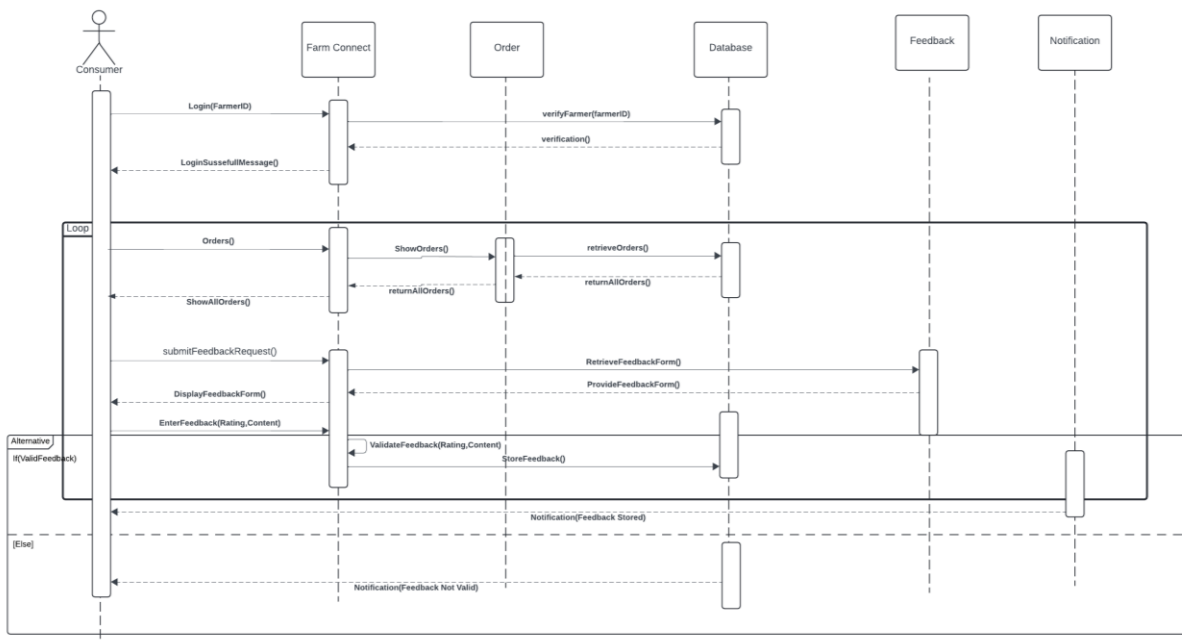 Farm Connect
Order
Database
Feedback
Notification
Consumer
Login(FarmerID)
verifyFarmer(farmerID)
verification()
LoginSussefullMessage()
Loop
Orders()
ShowOrders()
retrieveOrders()
returnAllOrders()
returnAllOrders()
ShowAllOrders()
submitFeedbackRequest()
RetrieveFeedbackForm()
ProvideFeedbackForm()
DisplayFeedbackForm()
EnterFeedback(Rating,Content)
Alternative
ValidateFeedback(Rating,Content)
If(ValidFeedback)
StoreFeedback()
Notification(Feedback Stored)
[Else]
Notification(Feedback Not Valid)